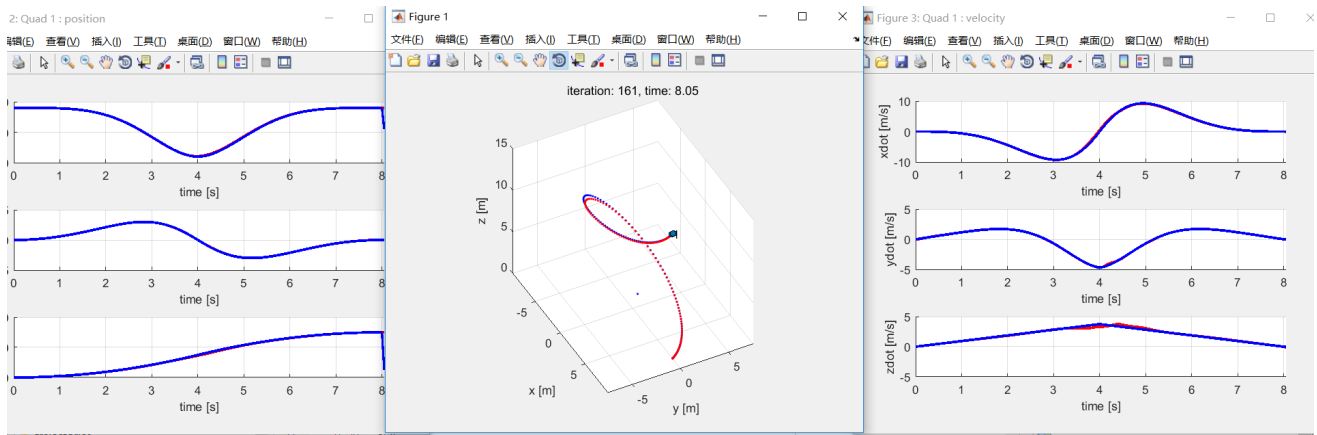 2: Quad 1 : position
编辑(E) 查看(V) 插入(I) 工具(T) 桌面(D) 窗口(W) 帮助(H)
0 1 2 3 4 5 6 7 8
time [s]
0 1 2 3 4 5 6 7 8
time [s]
0 1 2 3 4 5 6 7 8
time [s]
Figure 1
文件(F) 编辑(E) 查看(V) 插入(I) 工具(T) 桌面(D) 窗口(W) 帮助(H)
iteration: 161, time: 8.05
15
10
5
0
z [m]
-5
0
5
x [m]
-5
0
5
y [m]
Figure 3: Quad 1 : velocity
文件(F) 编辑(E) 查看(V) 插入(I) 工具(T) 桌面(D) 窗口(W) 帮助(H)
10
0
-10
xdot [m/s]
0 1 2 3 4 5 6 7 8
time [s]
5
0
-5
ydot [m/s]
0 1 2 3 4 5 6 7 8
time [s]
5
0
-5
zdot [m/s]
0 1 2 3 4 5 6 7 8
time [s]